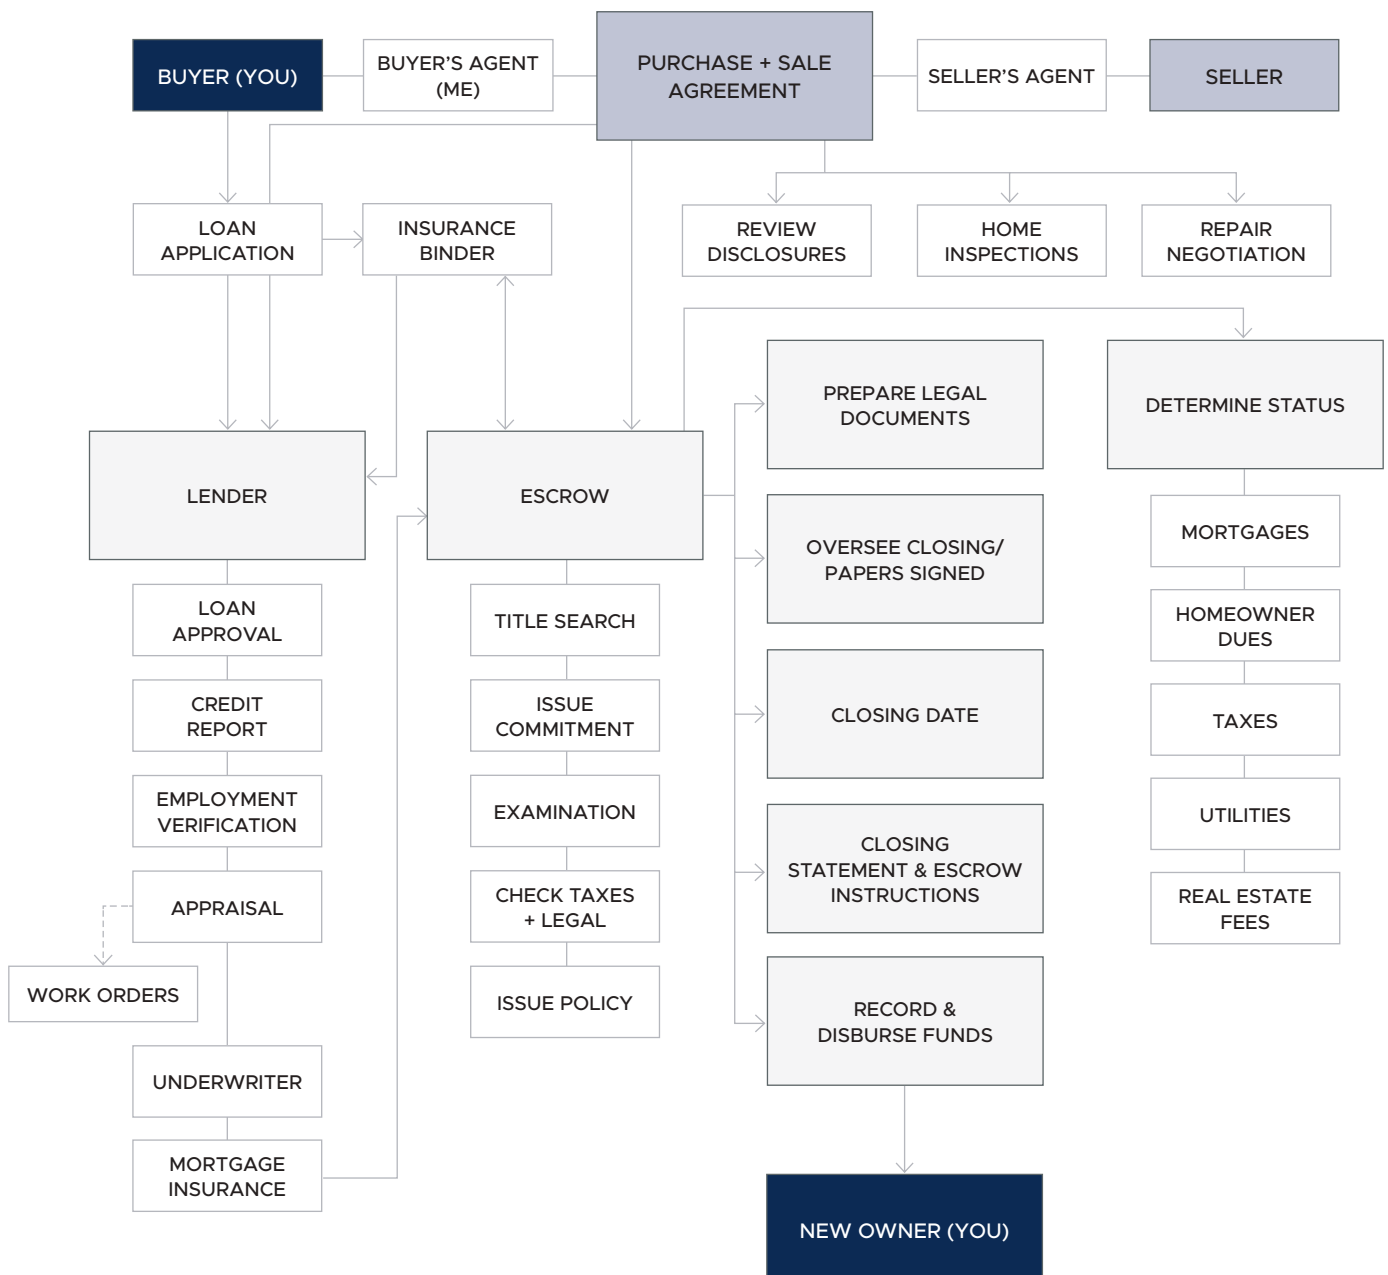 BUYER (YOU)
BUYER'S AGENT
(ME)
PURCHASE + SALE
AGREEMENT
SELLER'S AGENT
SELLER
LOAN
APPLICATION
INSURANCE
BINDER
REVIEW
DISCLOSURES
HOME
INSPECTIONS
REPAIR
NEGOTIATION
LENDER
ESCROW
PREPARE LEGAL
DOCUMENTS
DETERMINE STATUS
OVERSEE CLOSING/
PAPERS SIGNED
CLOSING DATE
CLOSING
STATEMENT & ESCROW
INSTRUCTIONS
RECORD &
DISBURSE FUNDS
LOAN
APPROVAL
CREDIT
REPORT
EMPLOYMENT
VERIFICATION
APPRAISAL
WORK ORDERS
UNDERWRITER
MORTGAGE
INSURANCE
TITLE SEARCH
ISSUE
COMMITMENT
EXAMINATION
CHECK TAXES
+ LEGAL
ISSUE POLICY
MORTGAGES
HOMEOWNER
DUES
TAXES
UTILITIES
REAL ESTATE
FEES
NEW OWNER (YOU)